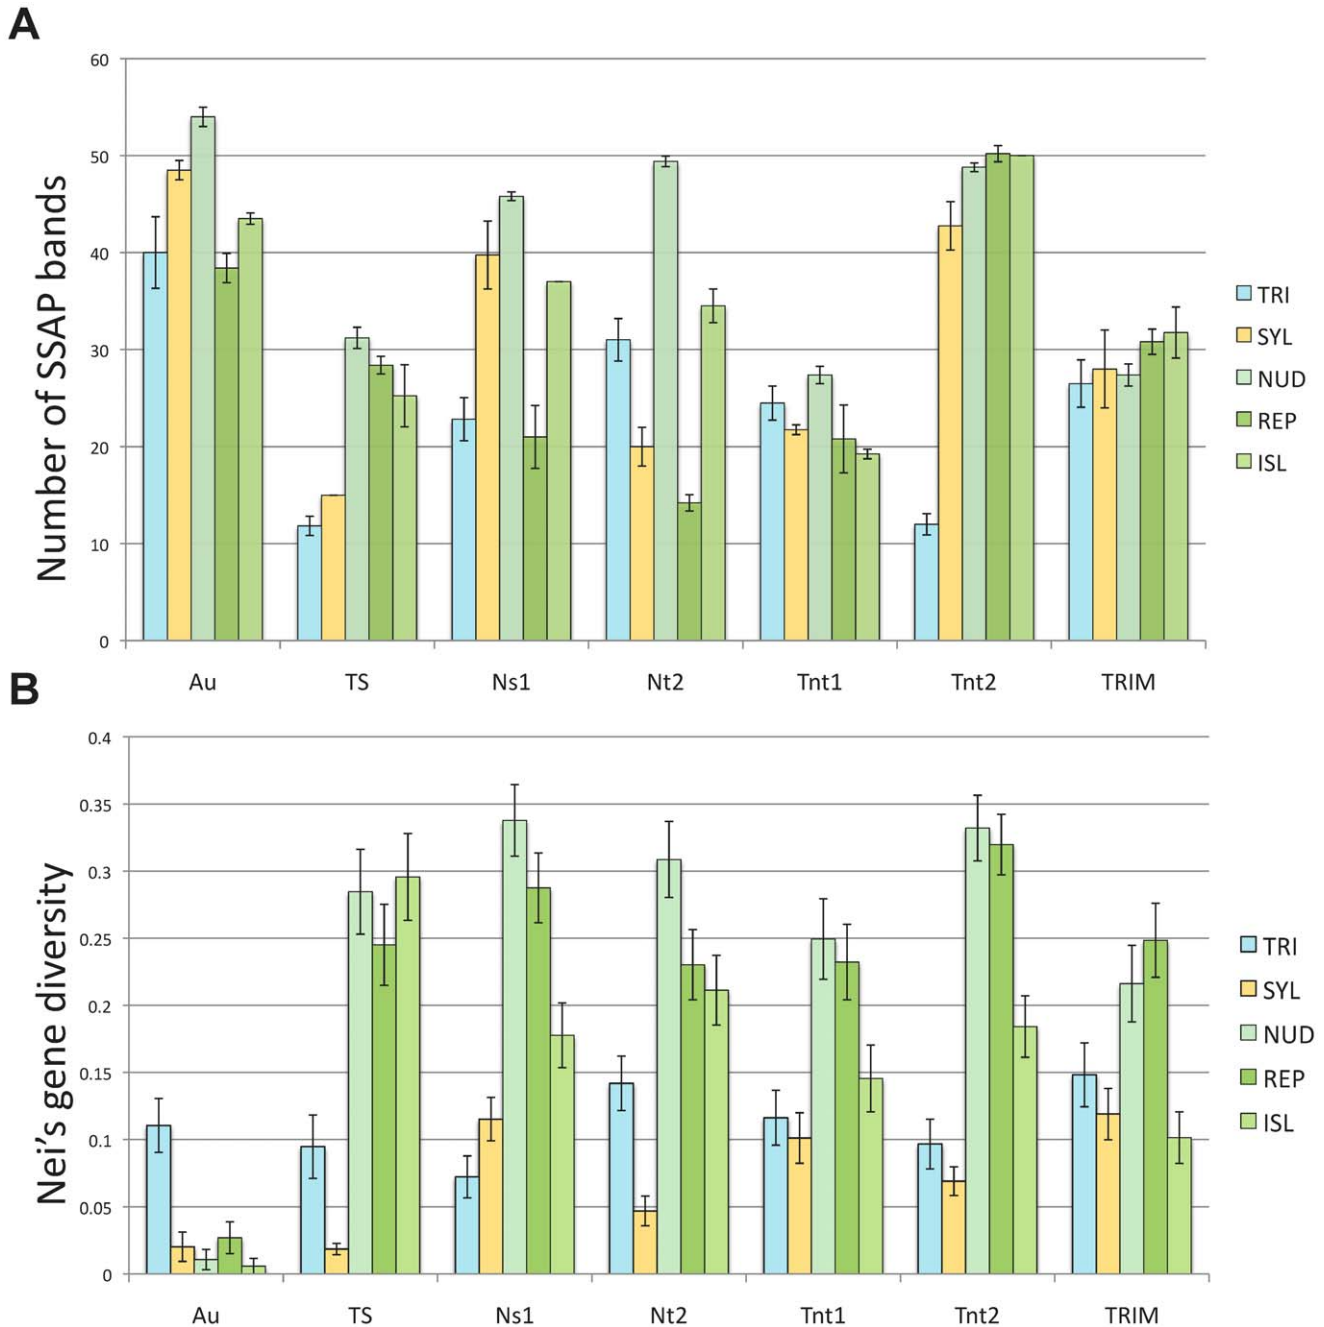 A
Number of SSAP bands
60
50
40
30
20
10
0
Au TS Ns1 Nt2 Tnt1 Tnt2 TRIM
TRI
SYL
NUD
REP
ISL
B
Nei's gene diversity
0.4
0.35
0.3
0.25
0.2
0.15
0.1
0.05
0
Au TS Ns1 Nt2 Tnt1 Tnt2 TRIM
TRI
SYL
NUD
REP
ISL